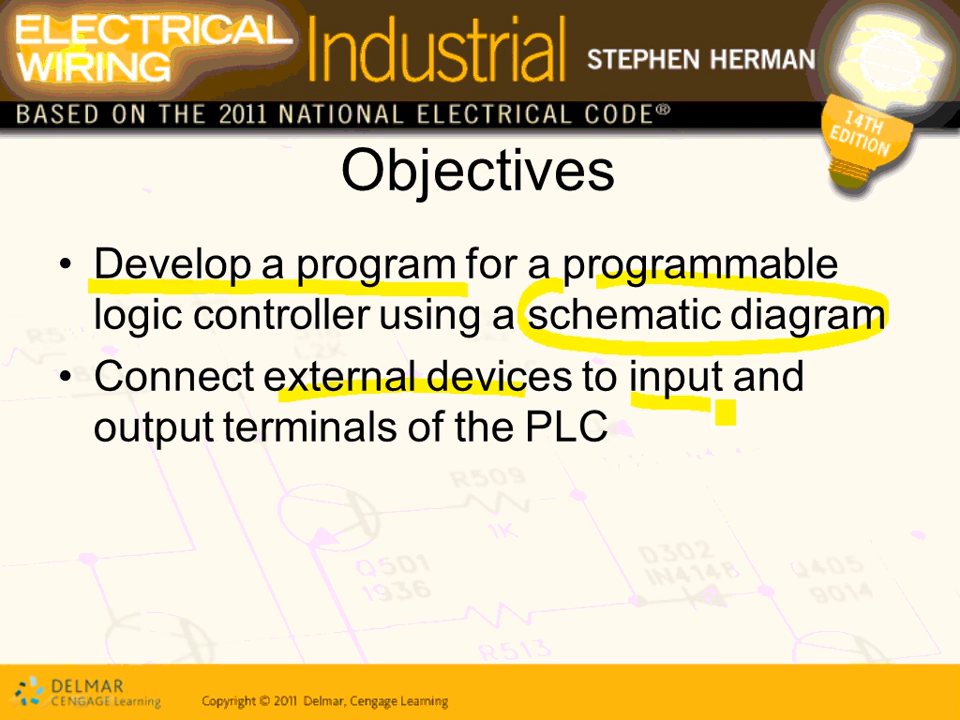 ELECTRICAL
WIRING
Industrial
STEPHEN HERMAN
BASED ON THE 2011 NATIONAL ELECTRICAL CODE®
14TH
EDITION
Objectives
• Develop a program for a programmable
logic controller using a schematic diagram
• Connect external devices to input and
output terminals of the PLC
R509
1K
Q501
1936
D302
IN4148
Q405
9014
R513
DELMAR
CENGAGE Learning
Copyright © 2011 Delmar, Cengage Learning